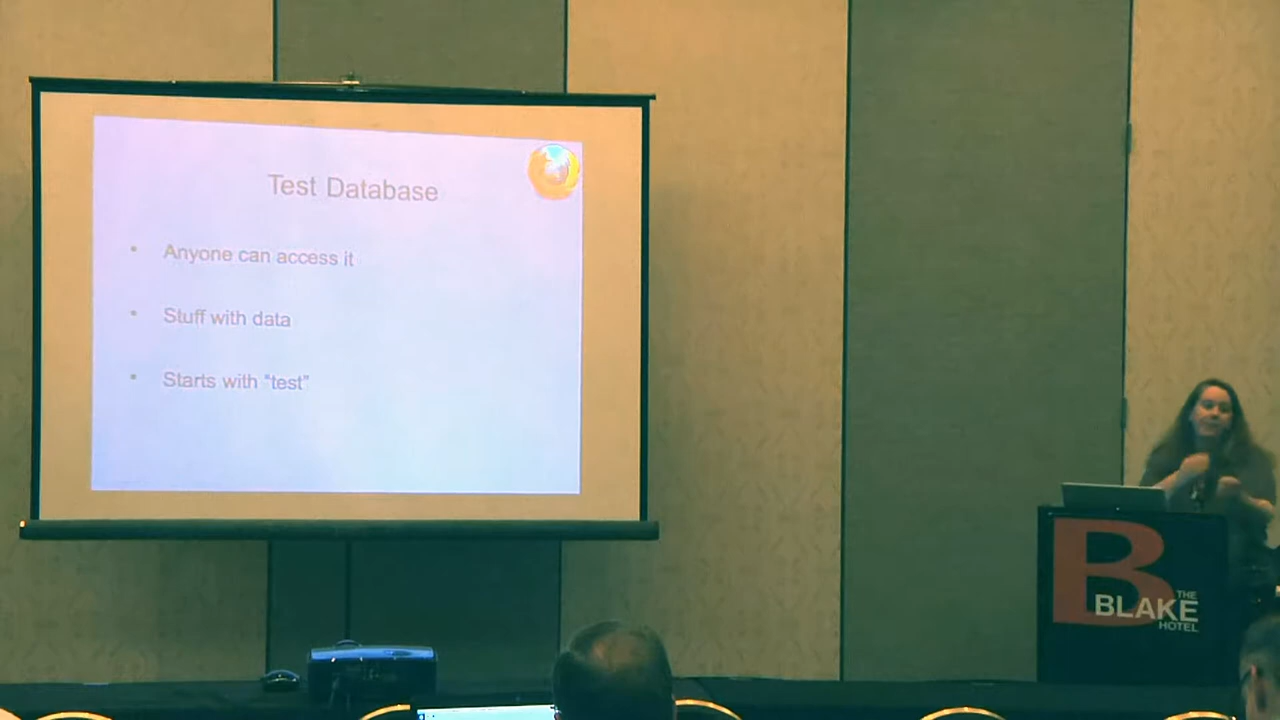 Test Database
• Anyone can access it
• Stuff with data
• Starts with "test"
B
THE
BLAKE
HOTEL